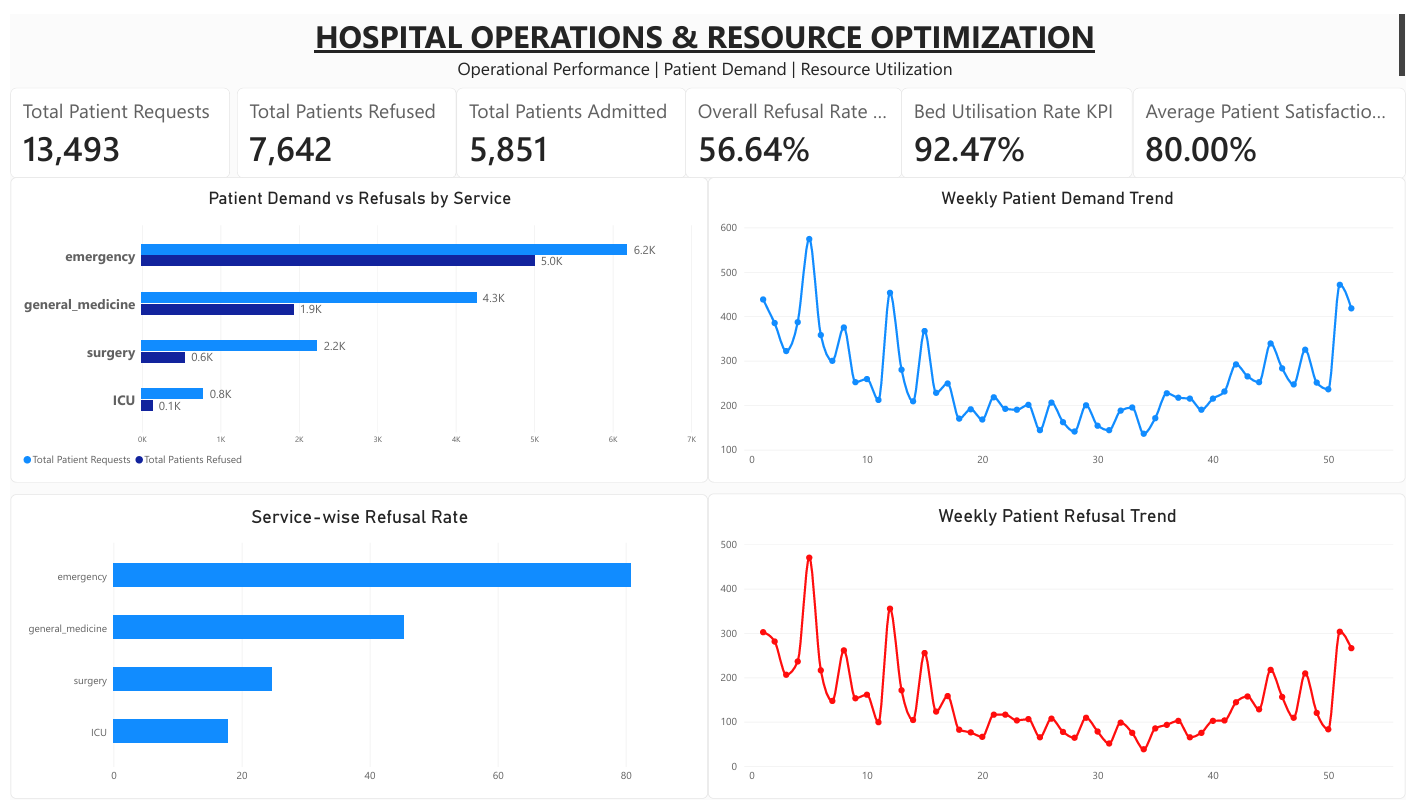 HOSPITAL OPERATIONS & RESOURCE OPTIMIZATION
Operational Performance | Patient Demand | Resource Utilization
Total Patient Requests
13,493
Total Patients Refused
7,642
Total Patients Admitted
5,851
Overall Refusal Rate ...
56.64%
Bed Utilisation Rate KPI
92.47%
Average Patient Satisfactio...
80.00%
Patient Demand vs Refusals by Service
emergency
6.2K
5.0K
general_medicine
4.3K
1.9K
surgery
2.2K
0.6K
ICU
0.8K
0.1K
0K 1K 2K 3K 4K 5K 6K 7K
Total Patient Requests Total Patients Refused
Weekly Patient Demand Trend
600
500
400
300
200
100
0 10 20 30 40 50
Service-wise Refusal Rate
emergency
general_medicine
surgery
ICU
0 20 40 60 80
Weekly Patient Refusal Trend
500
400
300
200
100
0
0 10 20 30 40 50